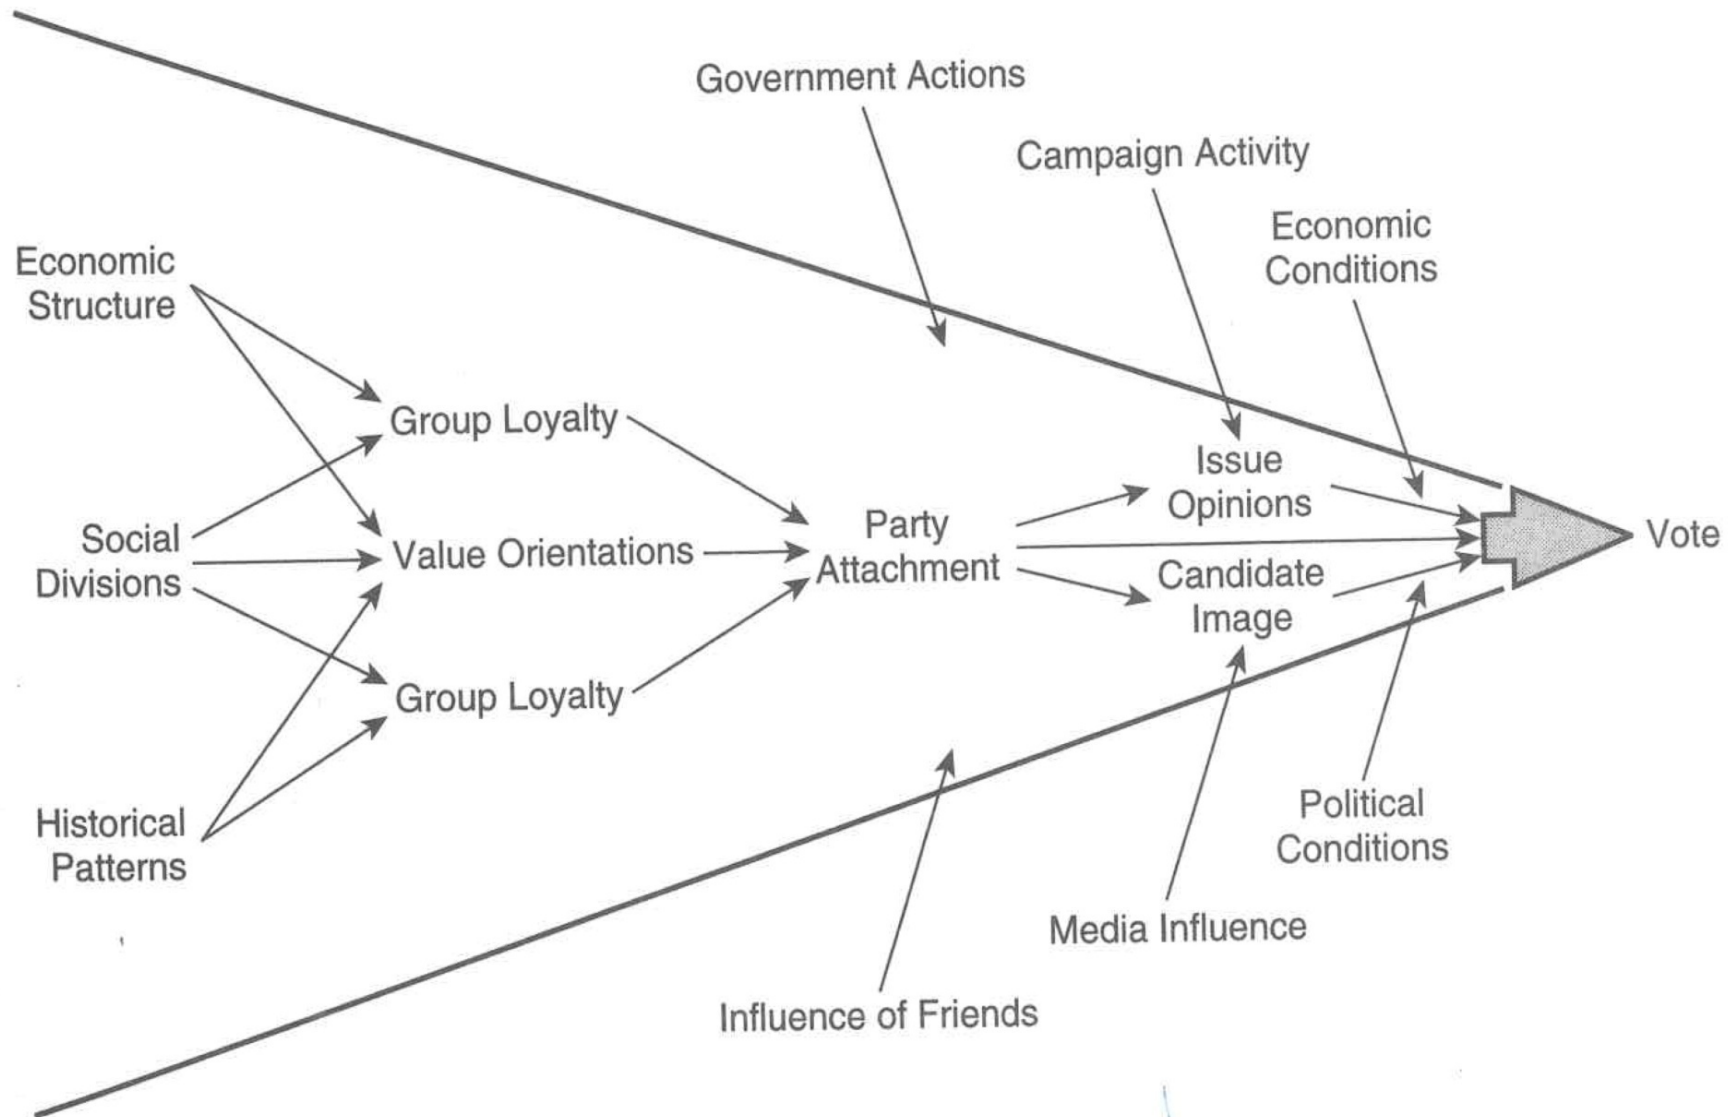 Government Actions
Campaign Activity
Economic
Conditions
Economic
Structure
Group Loyalty
Issue
Opinions
Social
Divisions
Value Orientations
Party
Attachment
Vote
Candidate
Image
Group Loyalty
Historical
Patterns
Political
Conditions
Media Influence
Influence of Friends